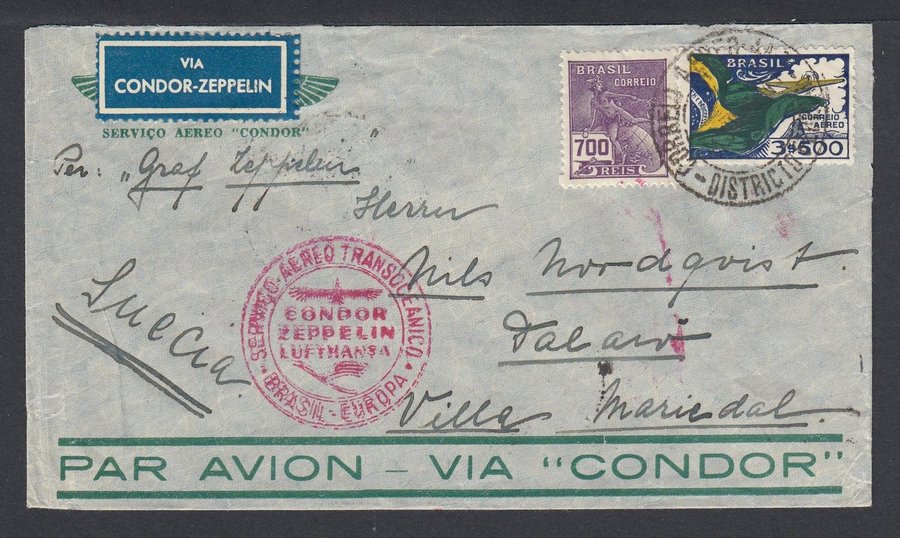 VIA
CONDOR-ZEPPELIN
SERVIÇO AEREO "CONDOR"
Per: "Graf Zeppelin"
BRASIL
CORREIO
700
REIS
BRASIL
CORREIO
AEREO
3$500
DISTRICTO
Herrn
Nils Nordqvist.
Dalarö
Villa Mariedal.
Suecia
SERVIÇO AEREO TRANSOCEANICO
CONDOR
ZEPPELIN
LUFTHANSA
BRASIL - EUROPA
PAR AVION - VIA "CONDOR"